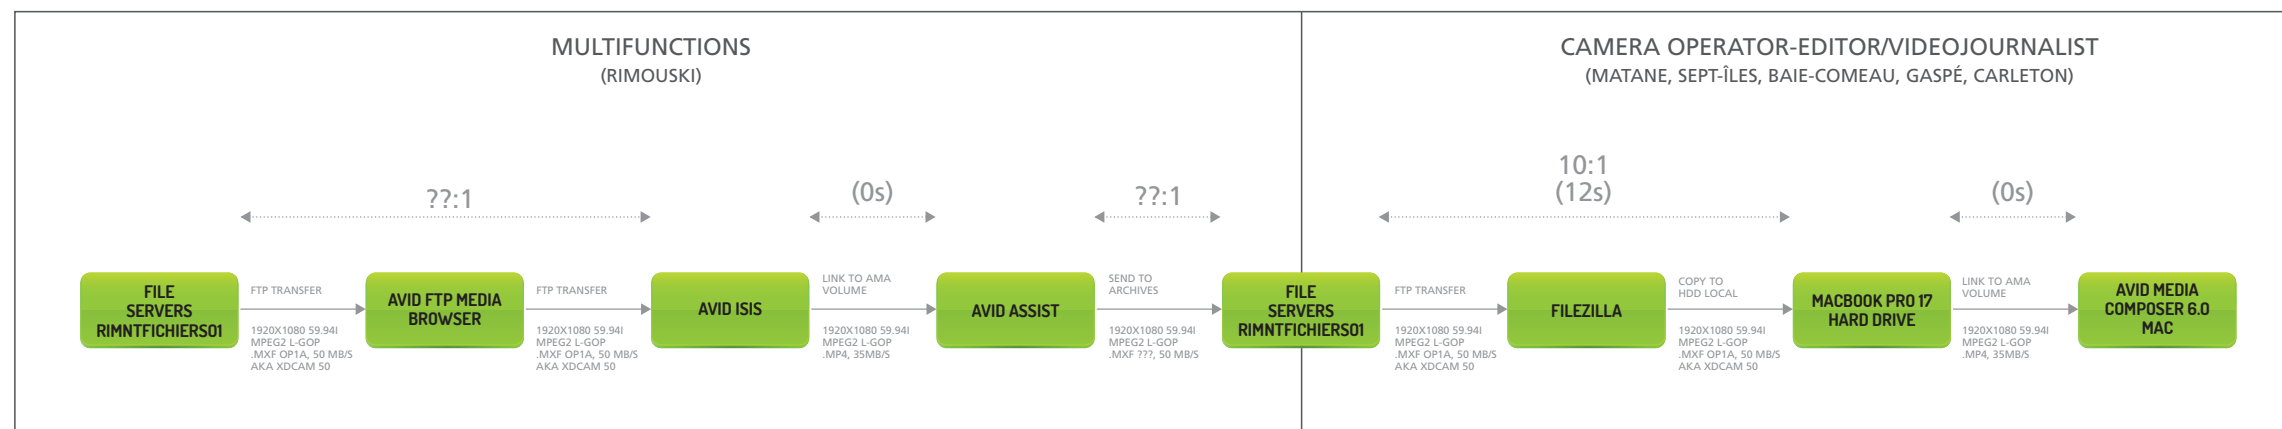 MULTIFUNCTIONS
(RIMOUSKI)
CAMERA OPERATOR-EDITOR/VIDEOJOURNALIST
(MATANE, SEPT-ÎLES, BAIE-COMEAU, GASPÉ, CARLETON)
??:1
(0s)
??:1
10:1
(12s)
(0s)
FILE
SERVERS
RIMNTFICHIERS01
FTP TRANSFER
1920X1080 59.94I
MPEG2 L-GOP
.MXF OP1A, 50 MB/S
AKA XDCAM 50
AVID FTP MEDIA
BROWSER
FTP TRANSFER
1920X1080 59.94I
MPEG2 L-GOP
.MXF OP1A, 50 MB/S
AKA XDCAM 50
AVID ISIS
LINK TO AMA
VOLUME
1920X1080 59.94I
MPEG2 L-GOP
.MP4, 35MB/S
AVID ASSIST
SEND TO
ARCHIVES
1920X1080 59.94I
MPEG2 L-GOP
.MXF ???, 50 MB/S
FILE
SERVERS
RIMNTFICHIERS01
FTP TRANSFER
1920X1080 59.94I
MPEG2 L-GOP
.MXF OP1A, 50 MB/S
AKA XDCAM 50
FILEZILLA
COPY TO
HDD LOCAL
1920X1080 59.94I
MPEG2 L-GOP
.MXF OP1A, 50 MB/S
AKA XDCAM 50
MACBOOK PRO 17
HARD DRIVE
LINK TO AMA
VOLUME
1920X1080 59.94I
MPEG2 L-GOP
.MP4, 35MB/S
AVID MEDIA
COMPOSER 6.0
MAC